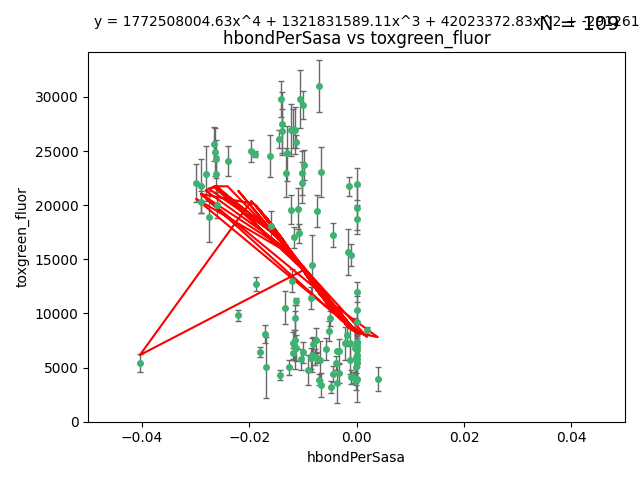 y = 1772508004.63x^4 + 1321831589.11x^3 + 42023372.83x^2 +
N = 109
hbondPerSasa vs toxgreen_fluor
30000
25000
20000
15000
10000
5000
0
toxgreen_fluor
−0.04
−0.02
0.00
0.02
0.04
hbondPerSasa